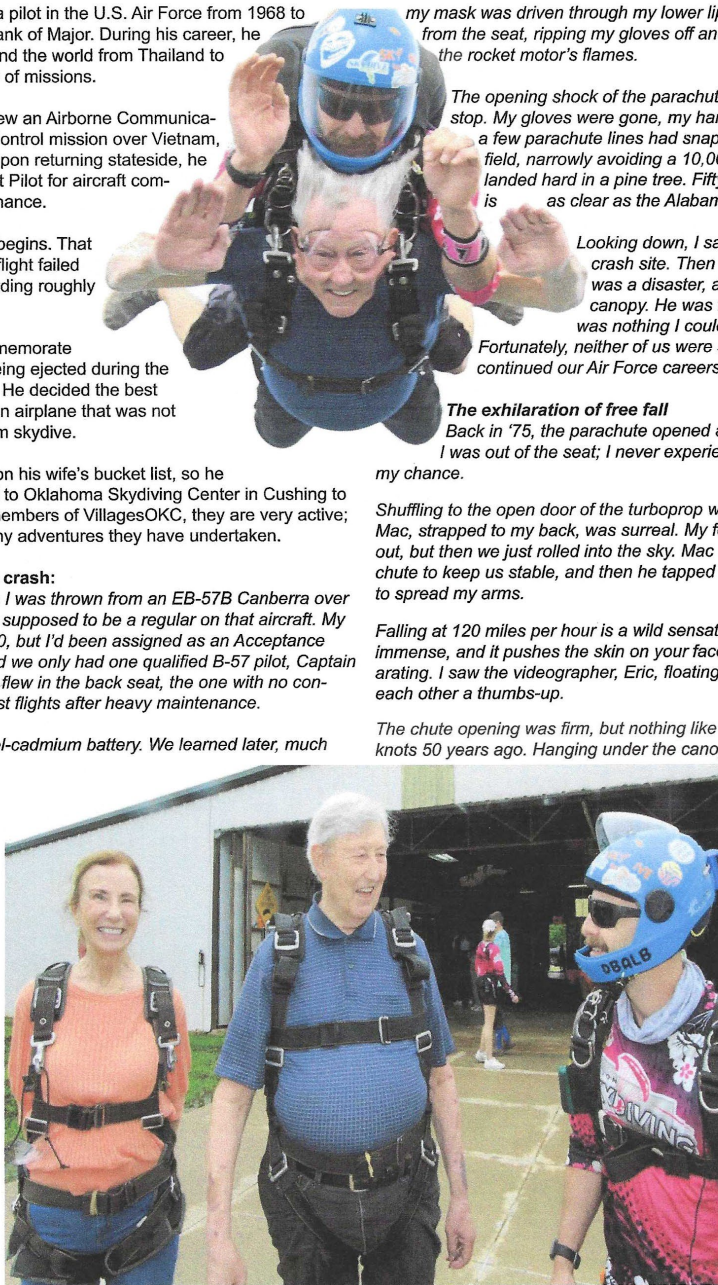 a pilot in the U.S. Air Force from 1968 to
ank of Major. During his career, he
nd the world from Thailand to
of missions.
ew an Airborne Communica-
ontrol mission over Vietnam,
pon returning stateside, he
t Pilot for aircraft com-
nance.
begins. That
flight failed
ding roughly
memorate
eing ejected during the
He decided the best
n airplane that was not
m skydive.
on his wife's bucket list, so he
to Oklahoma Skydiving Center in Cushing to
embers of VillagesOKC, they are very active;
ny adventures they have undertaken.
crash:
I was thrown from an EB-57B Canberra over
supposed to be a regular on that aircraft. My
0, but I'd been assigned as an Acceptance
d we only had one qualified B-57 pilot, Captain
flew in the back seat, the one with no con-
st flights after heavy maintenance.
el-cadmium battery. We learned later, much
my mask was driven through my lower lip
from the seat, ripping my gloves off an
the rocket motor's flames.
The opening shock of the parachut
stop. My gloves were gone, my har
a few parachute lines had snap
field, narrowly avoiding a 10,00
landed hard in a pine tree. Fifty
is as clear as the Alabam
Looking down, I sa
crash site. Then
was a disaster, a
canopy. He was
was nothing I could
Fortunately, neither of us were
continued our Air Force careers
The exhilaration of free fall
Back in '75, the parachute opened a
I was out of the seat; I never experie
my chance.
Shuffling to the open door of the turboprop w
Mac, strapped to my back, was surreal. My fe
out, but then we just rolled into the sky. Mac
chute to keep us stable, and then he tapped
to spread my arms.
Falling at 120 miles per hour is a wild sensat
immense, and it pushes the skin on your face
arating. I saw the videographer, Eric, floating
each other a thumbs-up.
The chute opening was firm, but nothing like
knots 50 years ago. Hanging under the cano
DBALB
YDIVING